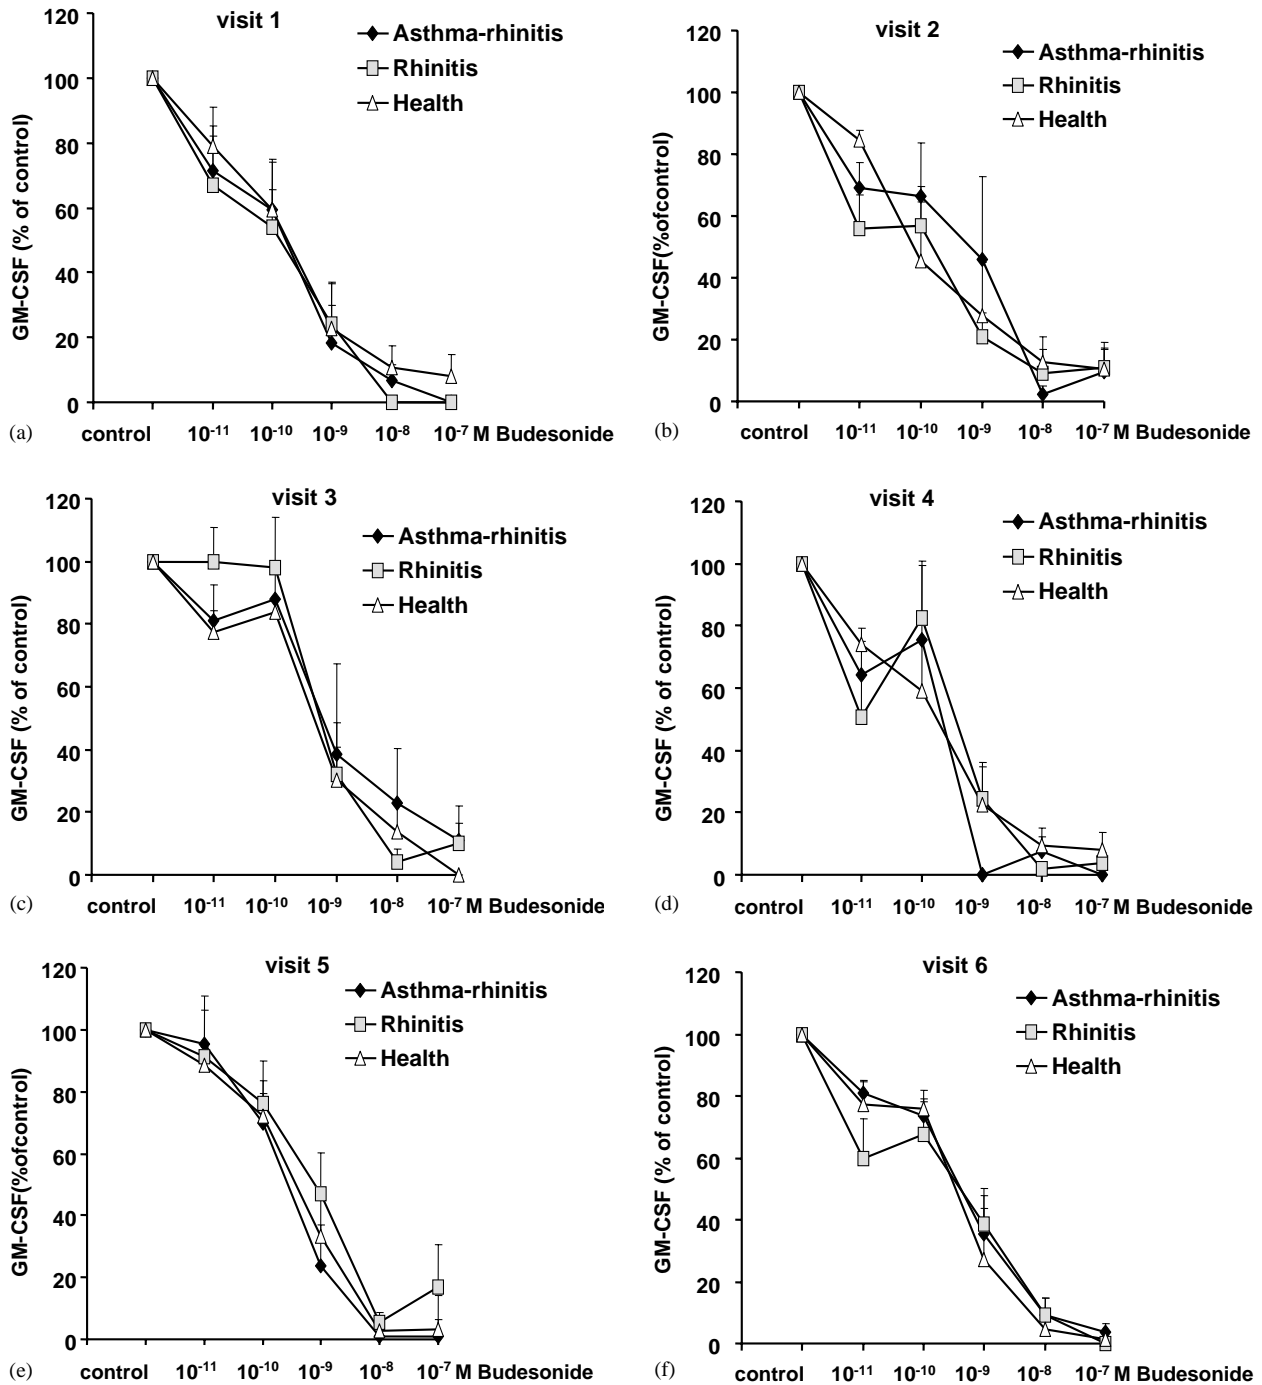 visit 1
Asthma-rhinitis
Rhinitis
Health
GM-CSF (% of control)
120
100
80
60
40
20
0
(a)
control 10⁻¹¹ 10⁻¹⁰ 10⁻⁹ 10⁻⁸ 10⁻⁷ M Budesonide
visit 2
Asthma-rhinitis
Rhinitis
Health
GM-CSF(%ofcontrol)
120
100
80
60
40
20
0
(b)
control 10⁻¹¹ 10⁻¹⁰ 10⁻⁹ 10⁻⁸ 10⁻⁷ M Budesonide
visit 3
Asthma-rhinitis
Rhinitis
Health
GM-CSF (% of control)
120
100
80
60
40
20
0
(c)
control 10⁻¹¹ 10⁻¹⁰ 10⁻⁹ 10⁻⁸ 10⁻⁷ M Budesonide
visit 4
Asthma-rhinitis
Rhinitis
Health
GM-CSF (% of control)
120
100
80
60
40
20
0
(d)
control 10⁻¹¹ 10⁻¹⁰ 10⁻⁹ 10⁻⁸ 10⁻⁷ M Budesonide
visit 5
Asthma-rhinitis
Rhinitis
Health
GM-CSF(%ofcontrol)
120
100
80
60
40
20
0
(e)
control 10⁻¹¹ 10⁻¹⁰ 10⁻⁹ 10⁻⁸ 10⁻⁷ M Budesonide
visit 6
Asthma-rhinitis
Rhinitis
Health
GM-CSF (% of control)
120
100
80
60
40
20
0
(f)
control 10⁻¹¹ 10⁻¹⁰ 10⁻⁹ 10⁻⁸ 10⁻⁷ M Budesonide